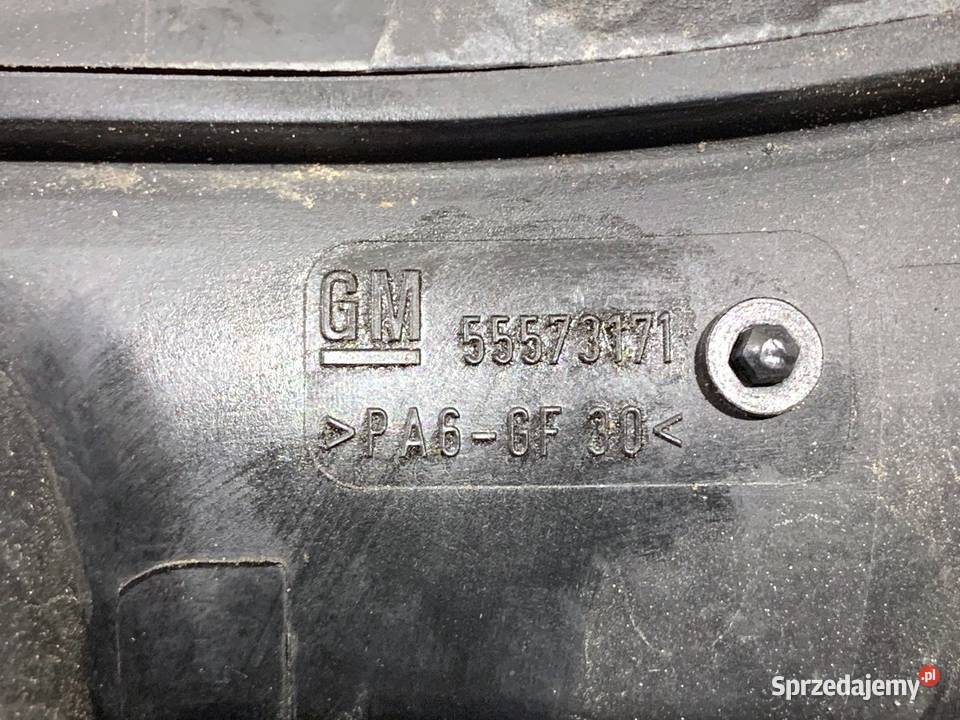 GM 55573171
>PA6-GF 30<
Sprzedajemy.pl